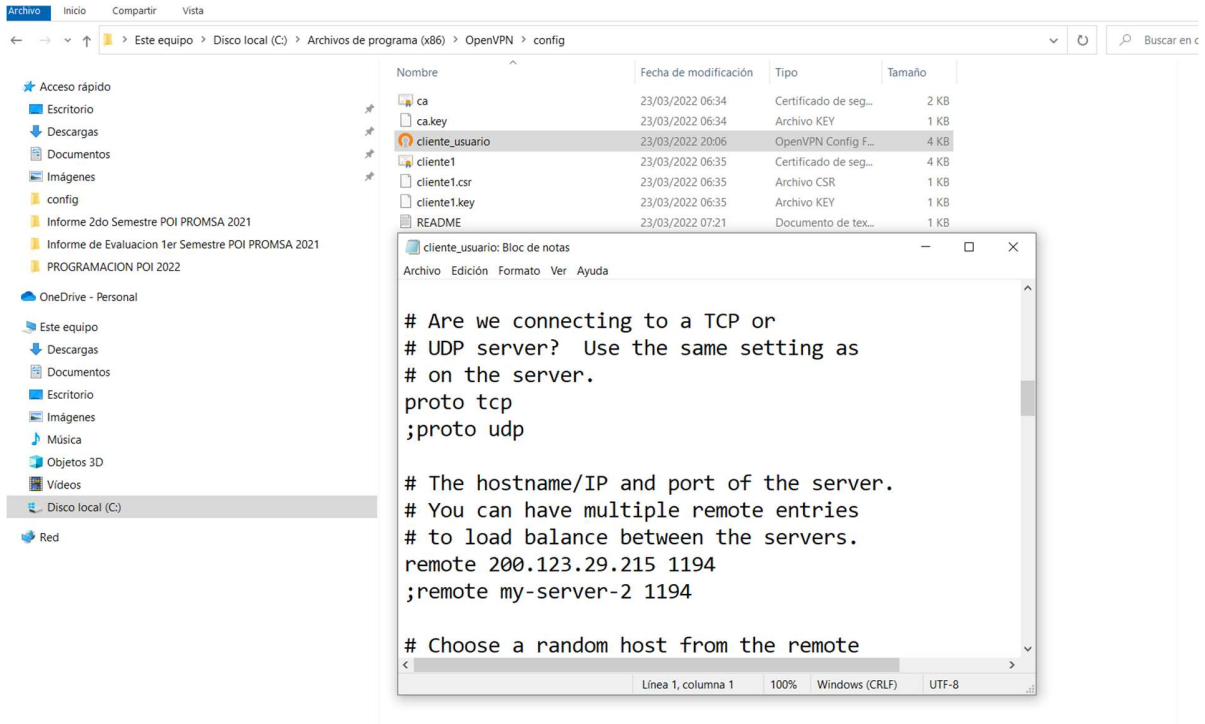 Archivo Inicio Compartir Vista
Este equipo > Disco local (C:) > Archivos de programa (x86) > OpenVPN > config
Buscar en c
Acceso rápido
Escritorio
Descargas
Documentos
Imágenes
config
Informe 2do Semestre POI PROMSA 2021
Informe de Evaluacion 1er Semestre POI PROMSA 2021
PROGRAMACION POI 2022
OneDrive - Personal
Este equipo
Descargas
Documentos
Escritorio
Imágenes
Música
Objetos 3D
Vídeos
Disco local (C:)
Red
Nombre Fecha de modificación Tipo Tamaño
ca 23/03/2022 06:34 Certificado de seg... 2 KB
ca.key 23/03/2022 06:34 Archivo KEY 1 KB
cliente_usuario 23/03/2022 20:06 OpenVPN Config F... 4 KB
cliente1 23/03/2022 06:35 Certificado de seg... 4 KB
cliente1.csr 23/03/2022 06:35 Archivo CSR 1 KB
cliente1.key 23/03/2022 06:35 Archivo KEY 1 KB
README 23/03/2022 07:21 Documento de tex... 1 KB
cliente_usuario: Bloc de notas
Archivo Edición Formato Ver Ayuda
# Are we connecting to a TCP or
# UDP server? Use the same setting as
# on the server.
proto tcp
;proto udp
# The hostname/IP and port of the server.
# You can have multiple remote entries
# to load balance between the servers.
remote 200.123.29.215 1194
;remote my-server-2 1194
# Choose a random host from the remote
Línea 1, columna 1 100% Windows (CRLF) UTF-8